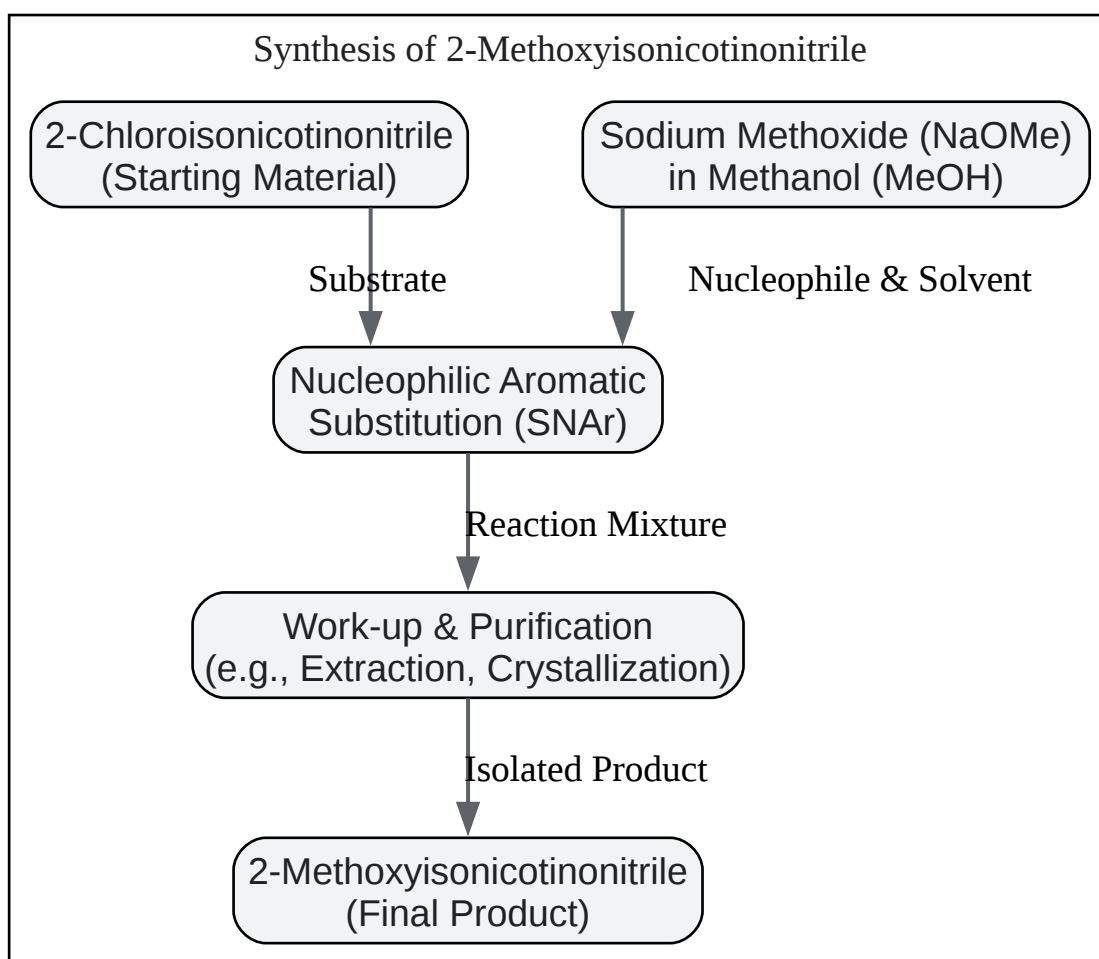 Synthesis of 2-Methoxyisonicotinonitrile
2-Chloroisonicotinonitrile
(Starting Material)
Sodium Methoxide (NaOMe)
in Methanol (MeOH)
Substrate
Nucleophile & Solvent
Nucleophilic Aromatic
Substitution (SNAr)
Reaction Mixture
Work-up & Purification
(e.g., Extraction, Crystallization)
Isolated Product
2-Methoxyisonicotinonitrile
(Final Product)